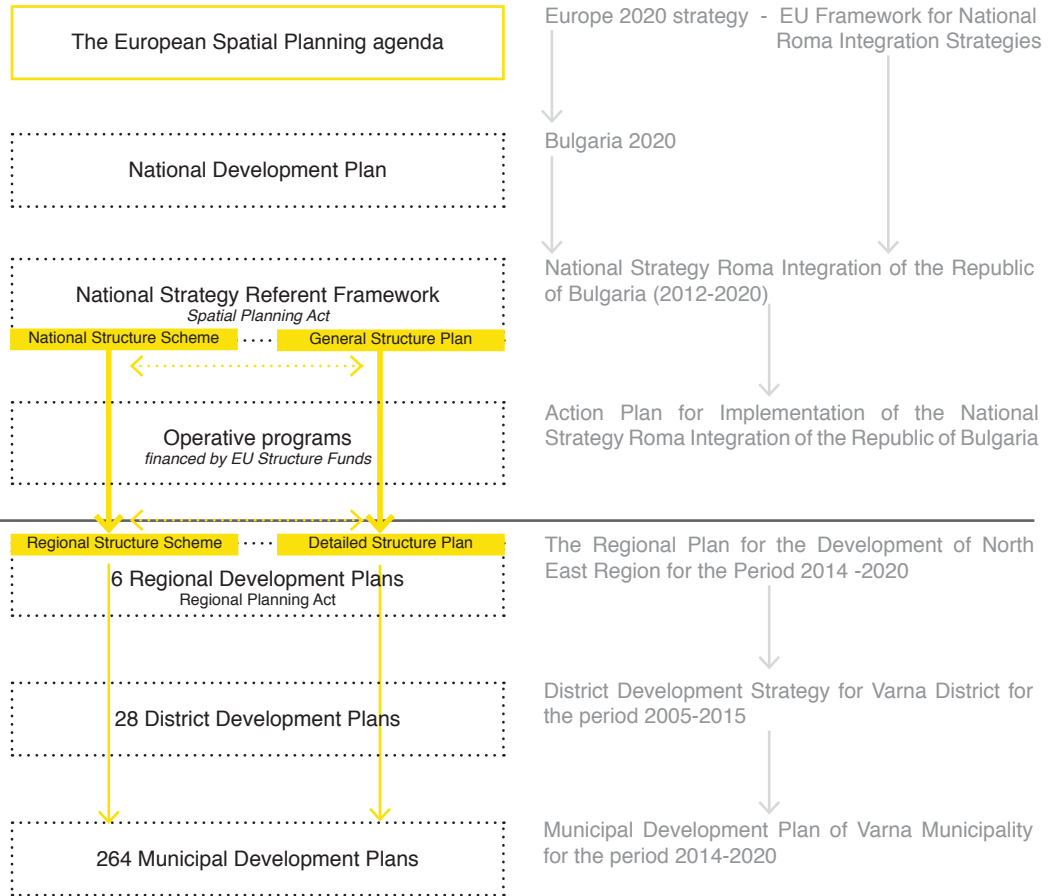 The European Spatial Planning agenda
National Development Plan
National Strategy Referent Framework
Spatial Planning Act
National Structure Scheme
General Structure Plan
Operative programs
financed by EU Structure Funds
Regional Structure Scheme
Detailed Structure Plan
6 Regional Development Plans
Regional Planning Act
28 District Development Plans
264 Municipal Development Plans
Europe 2020 strategy - EU Framework for National
Roma Integration Strategies
Bulgaria 2020
National Strategy Roma Integration of the Republic
of Bulgaria (2012-2020)
Action Plan for Implementation of the National
Strategy Roma Integration of the Republic of Bulgaria
The Regional Plan for the Development of North
East Region for the Period 2014 -2020
District Development Strategy for Varna District for
the period 2005-2015
Municipal Development Plan of Varna Municipality
for the period 2014-2020